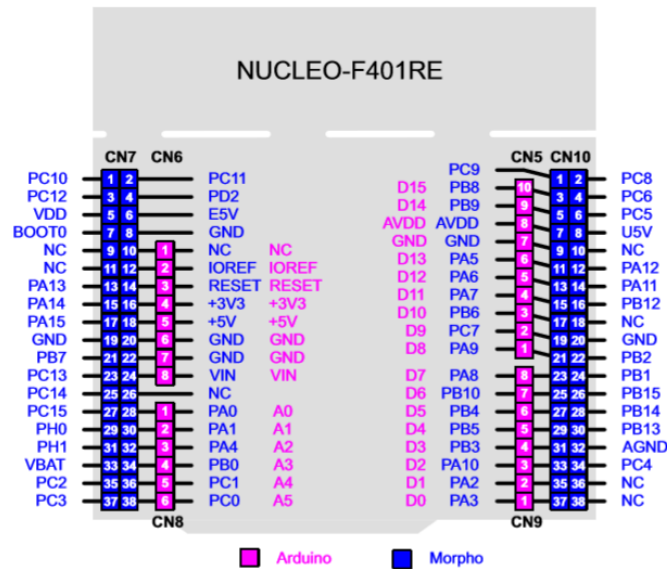 NUCLEO-F401RE
CN7 CN6 CN5 CN10
PC9
PC10 1 2 PC11 D15 PB8 10 1 2 PC8
PC12 3 4 PD2 D14 PB9 9 3 4 PC6
VDD 5 6 E5V AVDD AVDD 8 5 6 PC5
BOOT0 7 8 GND GND GND 7 7 8 U5V
NC 9 10 1 NC NC D13 PA5 6 9 10 NC
NC 11 12 2 IOREF IOREF D12 PA6 5 11 12 PA12
PA13 13 14 3 RESET RESET D11 PA7 4 13 14 PA11
PA14 15 16 4 +3V3 +3V3 D10 PB6 3 15 16 PB12
PA15 17 18 5 +5V +5V D9 PC7 2 17 18 NC
GND 19 20 6 GND GND D8 PA9 1 19 20 GND
PB7 21 22 7 GND GND 21 22 PB2
PC13 23 24 8 VIN VIN D7 PA8 8 23 24 PB1
PC14 25 26 NC D6 PB10 7 25 26 PB15
PC15 27 28 1 PA0 A0 D5 PB4 6 27 28 PB14
PH0 29 30 2 PA1 A1 D4 PB5 5 29 30 PB13
PH1 31 32 3 PA4 A2 D3 PB3 4 31 32 AGND
VBAT 33 34 4 PB0 A3 D2 PA10 3 33 34 PC4
PC2 35 36 5 PC1 A4 D1 PA2 2 35 36 NC
PC3 37 38 6 PC0 A5 D0 PA3 1 37 38 NC
CN8 CN9
Arduino Morpho